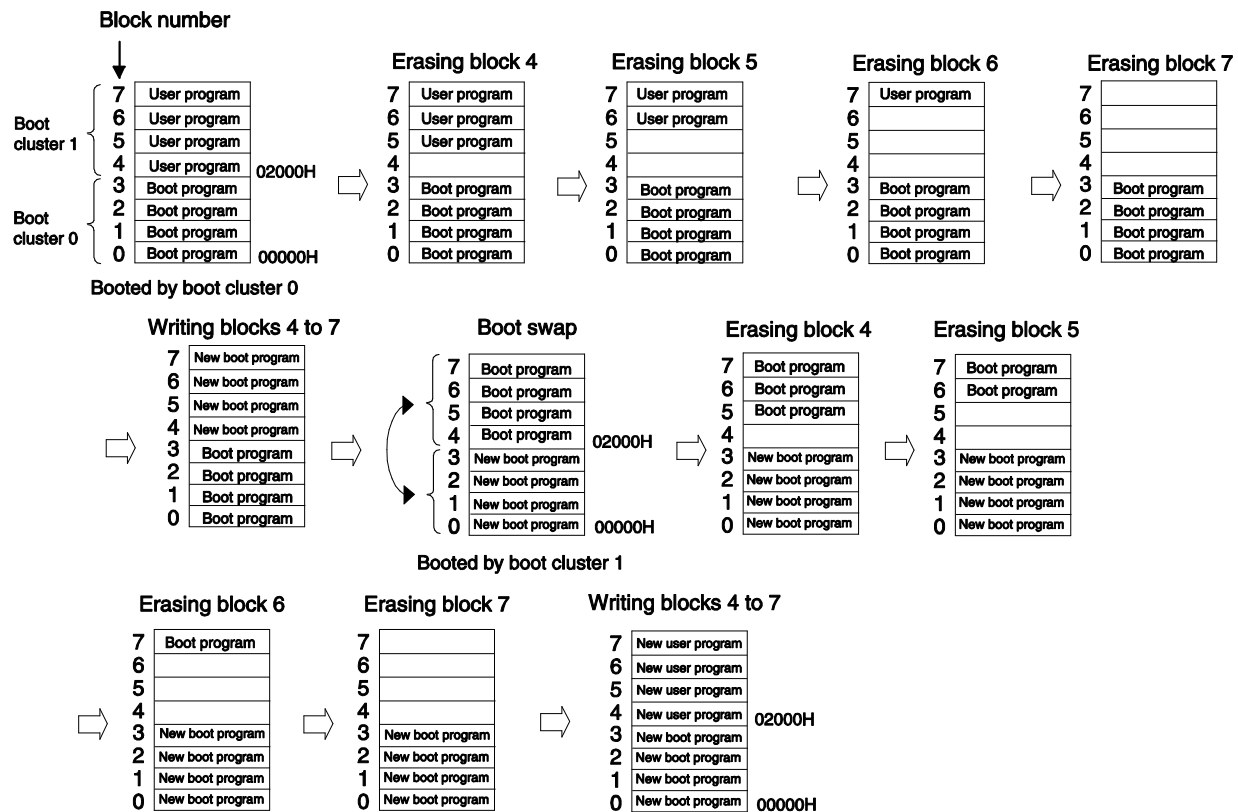 Block number
Boot cluster 1
Boot cluster 0
7 User program
6 User program
5 User program
4 User program
02000H
3 Boot program
2 Boot program
1 Boot program
0 Boot program
00000H
Booted by boot cluster 0
Erasing block 4
7 User program
6 User program
5 User program
4
3 Boot program
2 Boot program
1 Boot program
0 Boot program
Erasing block 5
7 User program
6 User program
5
4
3 Boot program
2 Boot program
1 Boot program
0 Boot program
Erasing block 6
7 User program
6
5
4
3 Boot program
2 Boot program
1 Boot program
0 Boot program
Erasing block 7
7
6
5
4
3 Boot program
2 Boot program
1 Boot program
0 Boot program
Writing blocks 4 to 7
7 New boot program
6 New boot program
5 New boot program
4 New boot program
3 Boot program
2 Boot program
1 Boot program
0 Boot program
Boot swap
7 Boot program
6 Boot program
5 Boot program
4 Boot program
02000H
3 New boot program
2 New boot program
1 New boot program
0 New boot program
00000H
Booted by boot cluster 1
Erasing block 4
7 Boot program
6 Boot program
5 Boot program
4
3 New boot program
2 New boot program
1 New boot program
0 New boot program
Erasing block 5
7 Boot program
6 Boot program
5
4
3 New boot program
2 New boot program
1 New boot program
0 New boot program
Erasing block 6
7 Boot program
6
5
4
3 New boot program
2 New boot program
1 New boot program
0 New boot program
Erasing block 7
7
6
5
4
3 New boot program
2 New boot program
1 New boot program
0 New boot program
Writing blocks 4 to 7
7 New user program
6 New user program
5 New user program
4 New user program
02000H
3 New boot program
2 New boot program
1 New boot program
0 New boot program
00000H